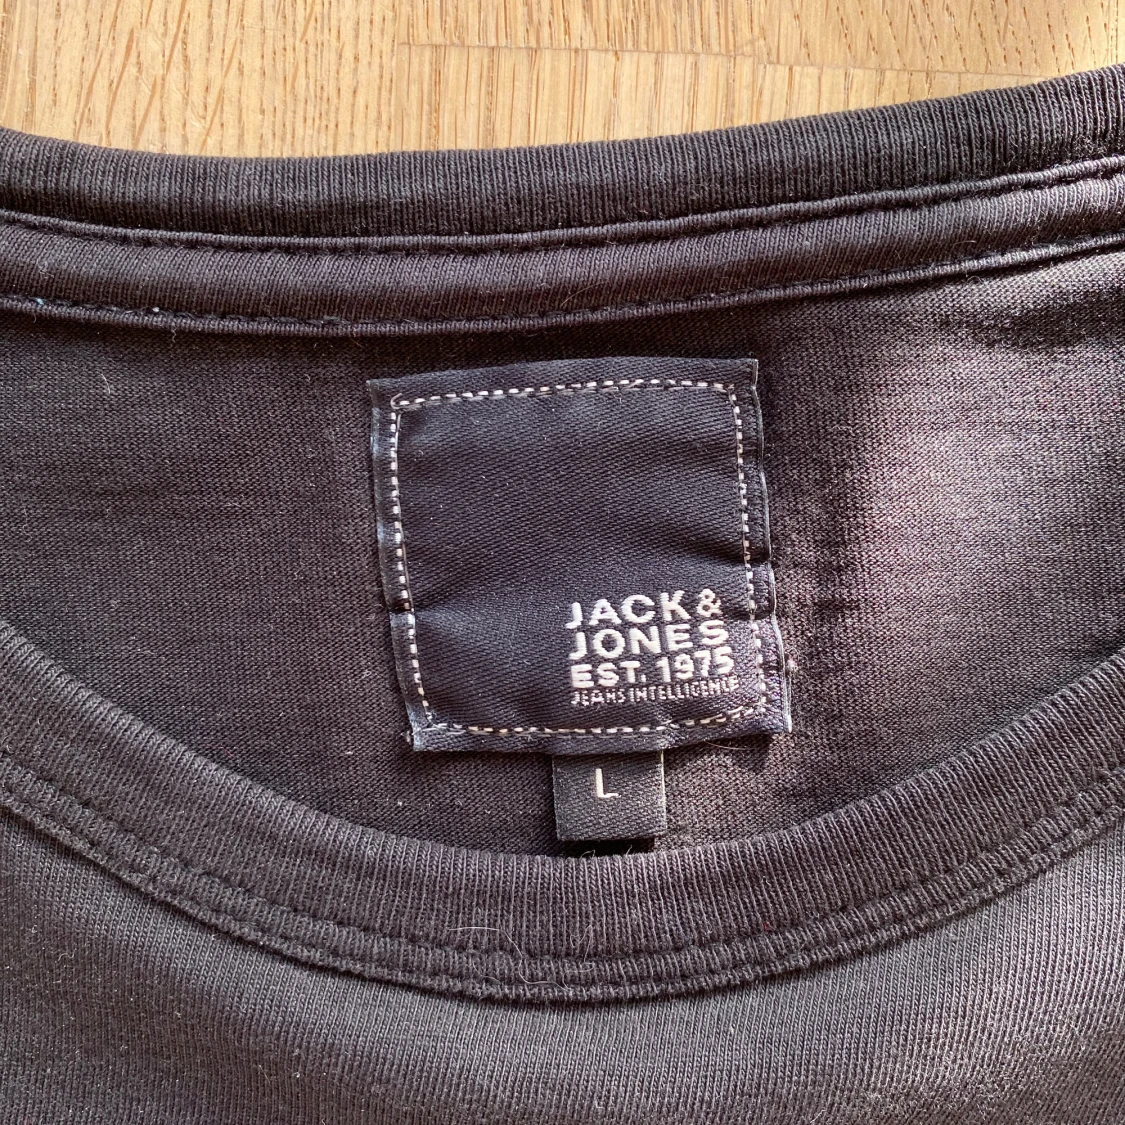 JACK &
JONES
EST. 1975
JEANS INTELLIGENCE
L